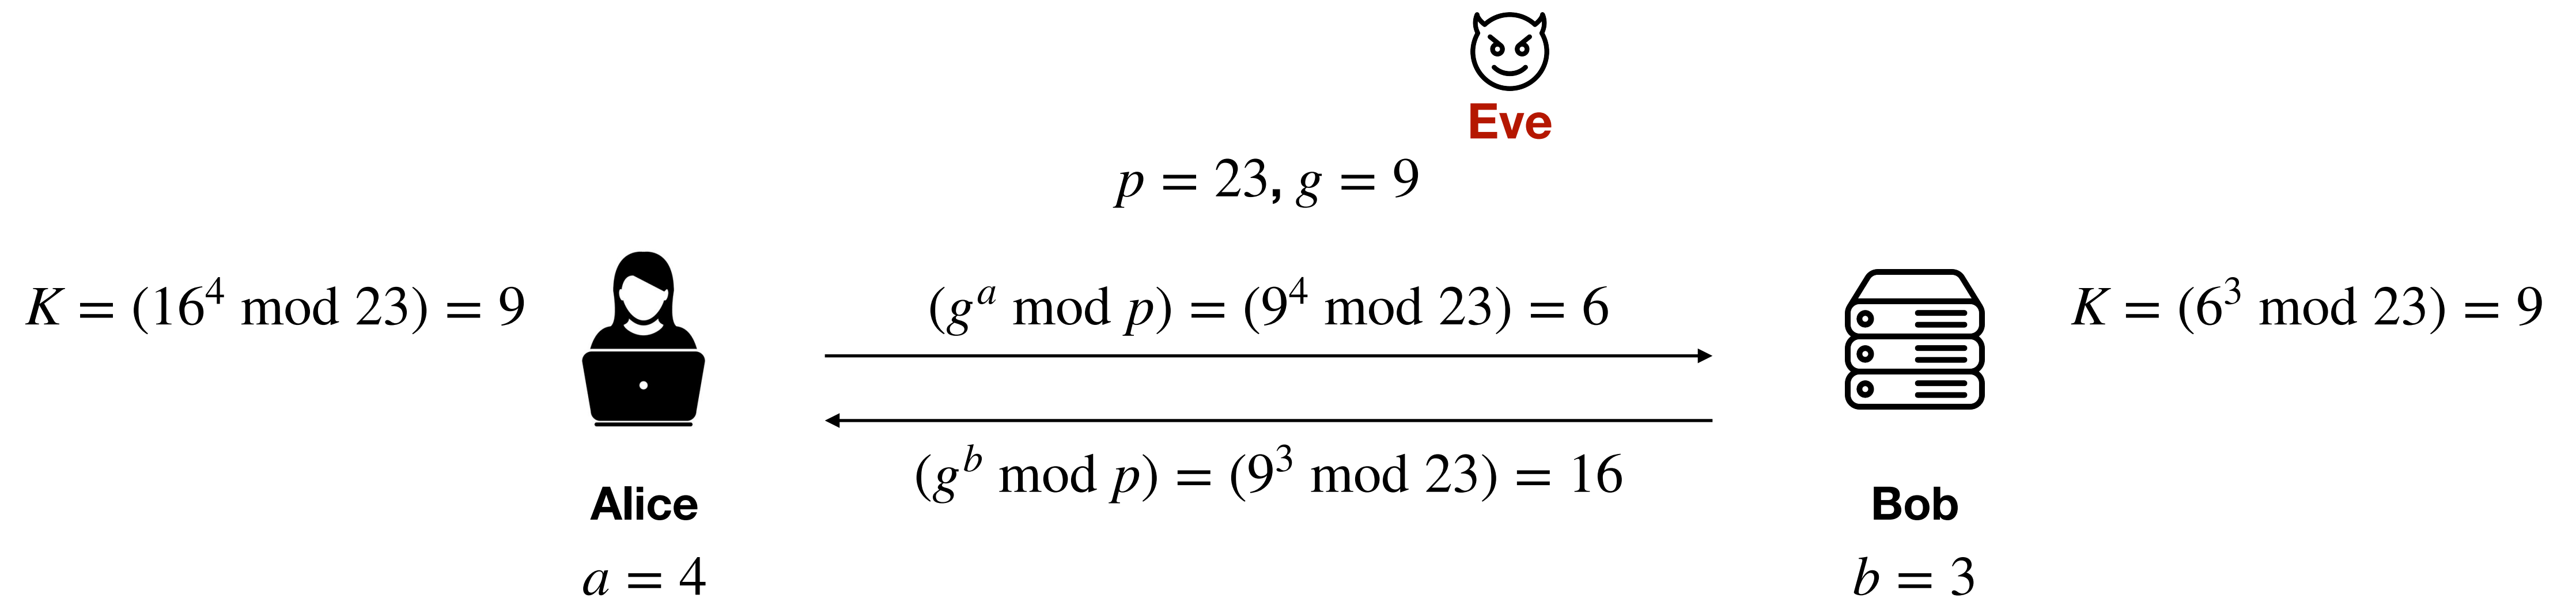 Eve
p = 23, g = 9
K = (16⁴ mod 23) = 9
(gᵃ mod p) = (9⁴ mod 23) = 6
K = (6³ mod 23) = 9
(gᵇ mod p) = (9³ mod 23) = 16
Alice
Bob
a = 4
b = 3